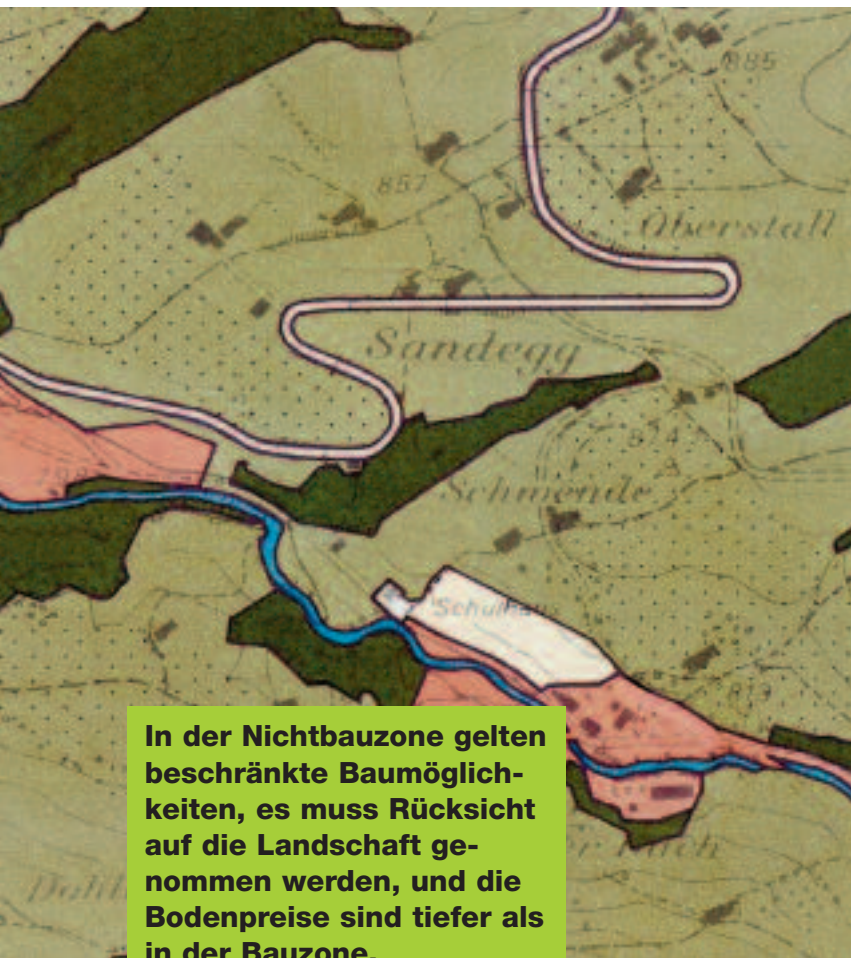 885
857
Oberstall
Sandegg
874
Schmende
Schulhaus
In der Nichtbauzone gelten
beschränkte Baumöglich-
keiten, es muss Rücksicht
auf die Landschaft ge-
nommen werden, und die
Bodenpreise sind tiefer als
in der Bauzone.